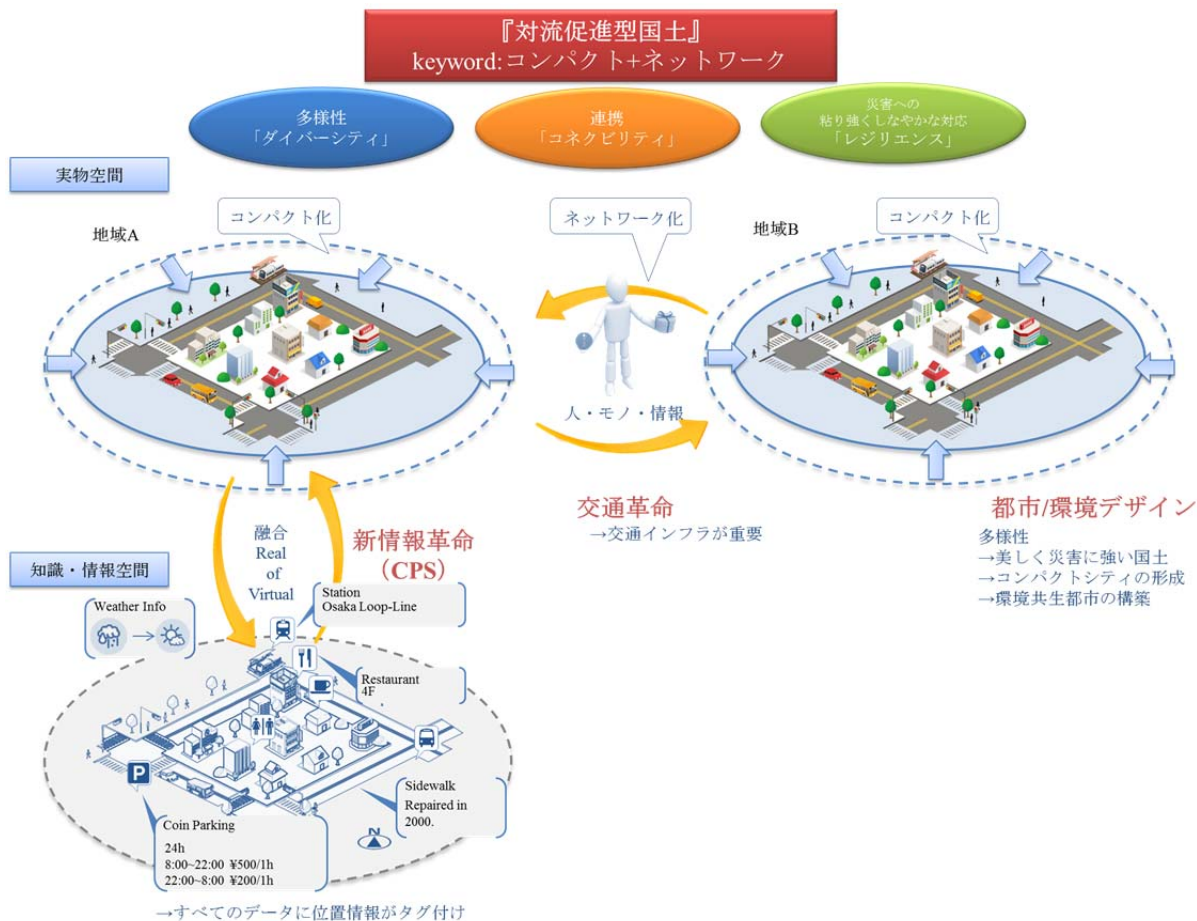 『対流促進型国土』
keyword:コンパクト+ネットワーク
多様性
「ダイバーシティ」
連携
「コネクビリティ」
災害への
粘り強くしなやかな対応
「レジリエンス」
実物空間
地域A
コンパクト化
ネットワーク化
地域B
コンパクト化
人・モノ・情報
交通革命
→交通インフラが重要
都市/環境デザイン
多様性
→美しく災害に強い国土
→コンパクトシティの形成
→環境共生都市の構築
融合
Real
of
Virtual
新情報革命
（CPS）
知識・情報空間
Weather Info
Station
Osaka Loop-Line
Restaurant
4F
Sidewalk
Repaired in
2000.
P
Coin Parking
24h
8:00~22:00 ¥500/1h
22:00~8:00 ¥200/1h
N
→すべてのデータに位置情報がタグ付け